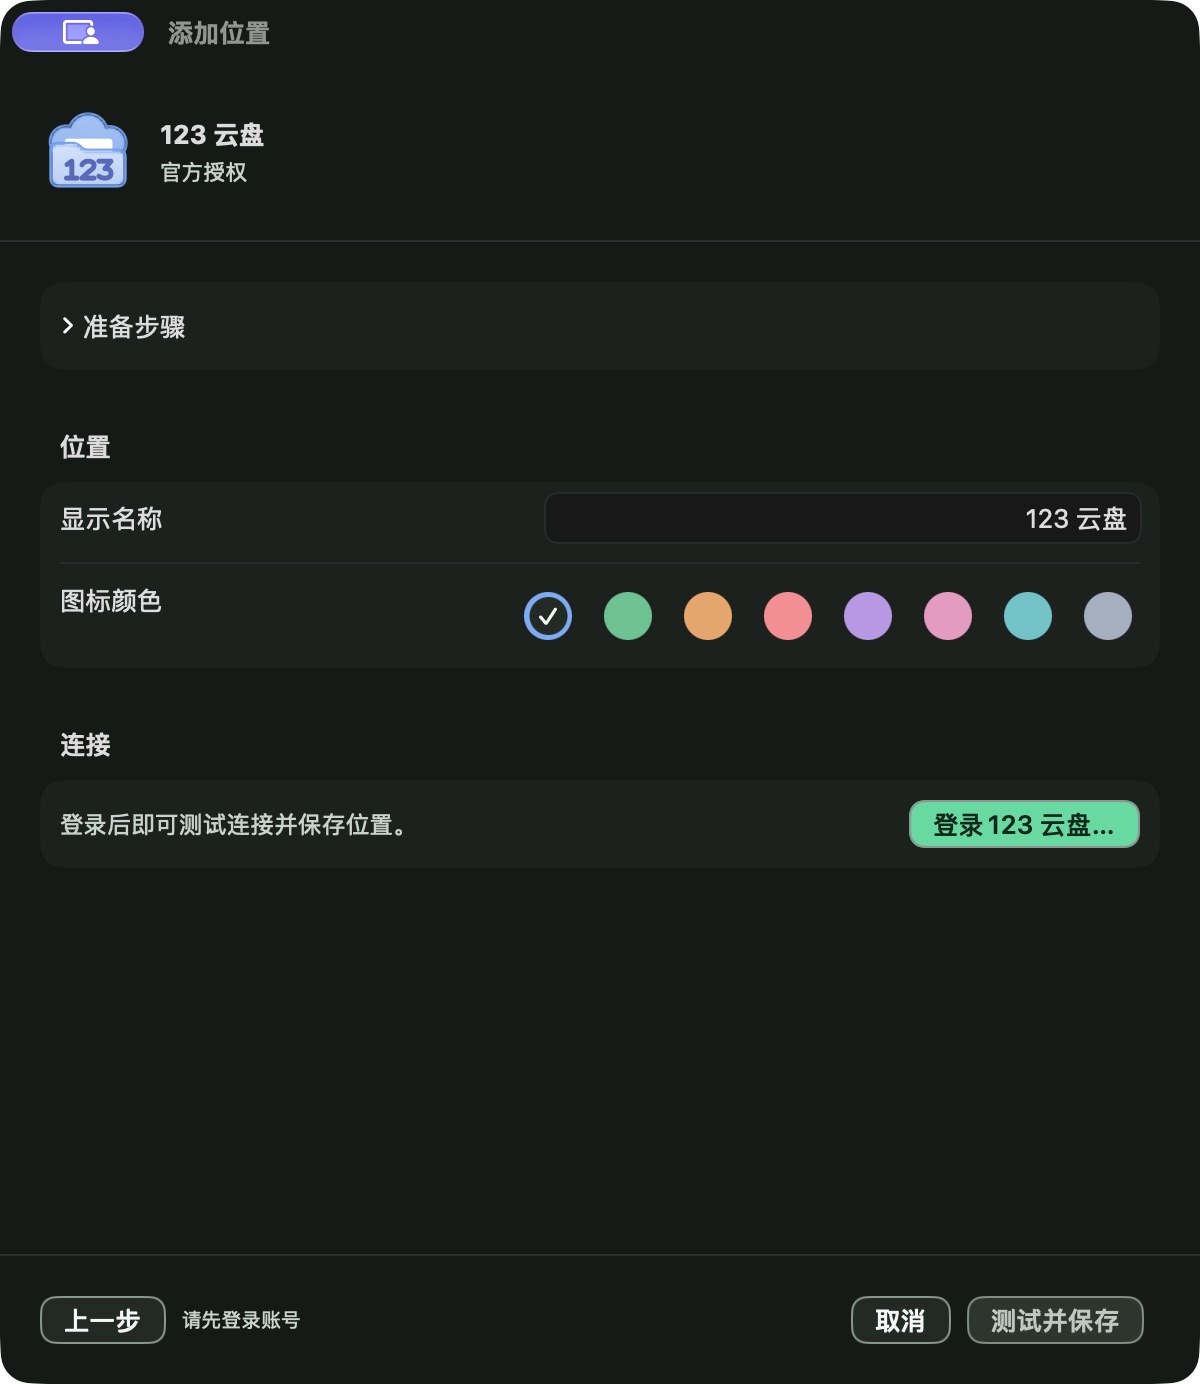 添加位置
123 云盘
官方授权
123
准备步骤
位置
显示名称
123 云盘
图标颜色
连接
登录后即可测试连接并保存位置。
登录 123 云盘...
上一步
请先登录账号
取消
测试并保存